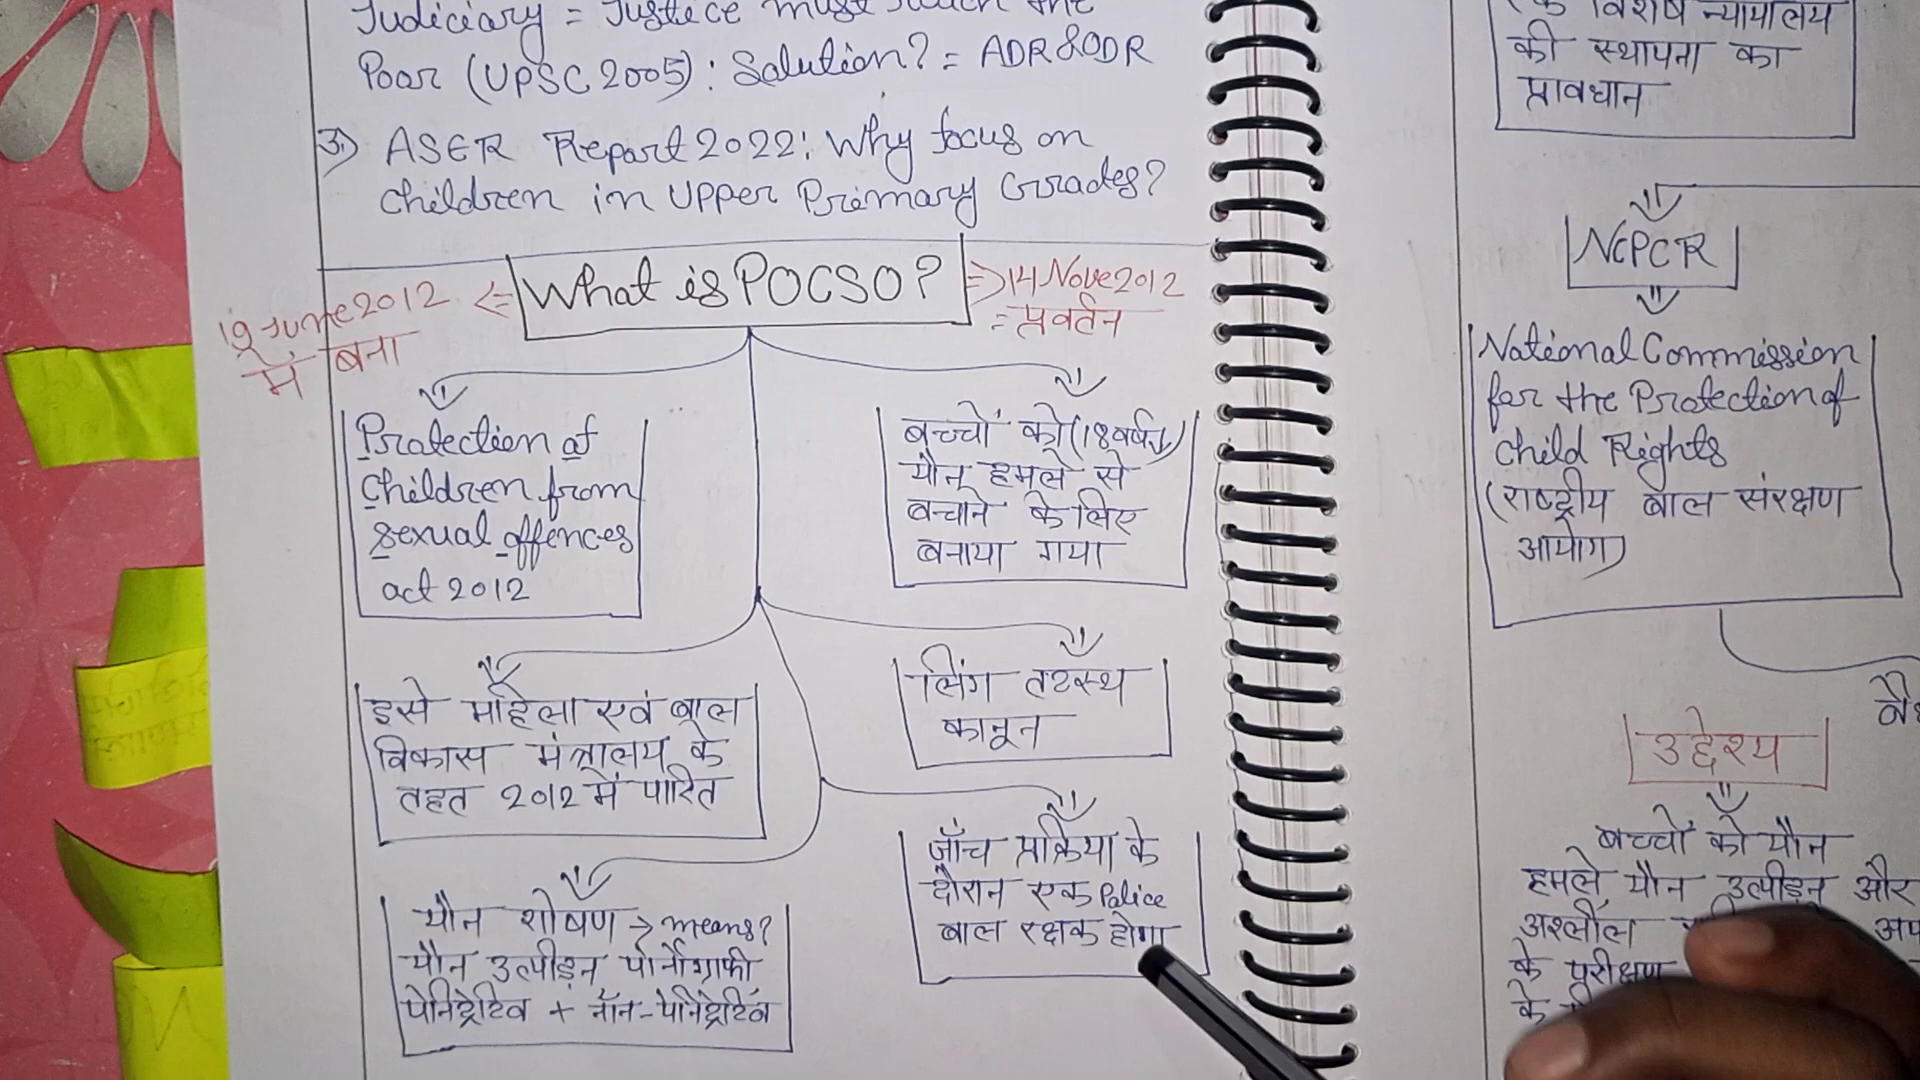 Judiciary = Justice must reach the
Poor (UPSC 2005) : Solution? = ADR & ODR
3.) ASER Report 2022: Why focus on
children in Upper Primary Grades?
19 June 2012
में बना
<= What is POCSO? => 14 Nove 2012
= प्रवर्तन
Protection of
Children from
sexual offences
act 2012
बच्चों को (18 वर्ष↓)
यौन हमले से
बचाने के लिए
बनाया गया
इसे महिला एवं बाल
विकास मंत्रालय के
तहत 2012 में पारित
लिंग तटस्थ
कानून
यौन शोषण → means?
यौन उत्पीड़न पोर्नोग्राफी
पेनिट्रेटिव + नॉन-पेनिट्रेटिव
जाँच प्रक्रिया के
दौरान एक Police
बाल रक्षक होगा
विशेष न्यायालय
की स्थापना का
प्रावधान
NCPCR
National Commission
for the Protection of
Child Rights
(राष्ट्रीय बाल संरक्षण
आयोग)
उद्देश्य
बच्चों को यौन
हमले यौन उत्पीड़न और
अश्लील
के परीक्षण
के